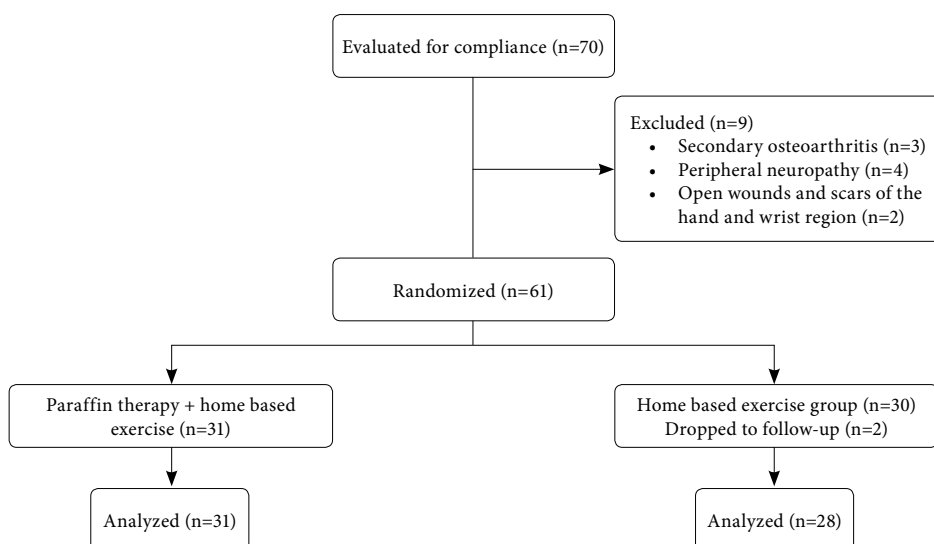 Evaluated for compliance (n=70)
Excluded (n=9)
• Secondary osteoarthritis (n=3)
• Peripheral neuropathy (n=4)
• Open wounds and scars of the
hand and wrist region (n=2)
Randomized (n=61)
Paraffin therapy + home based
exercise (n=31)
Home based exercise group (n=30)
Dropped to follow-up (n=2)
Analyzed (n=31)
Analyzed (n=28)